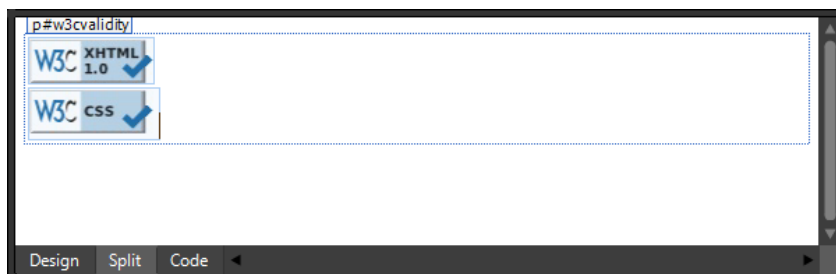 p#w3cvalidity
W3C XHTML
1.0
W3C css
Design Split Code